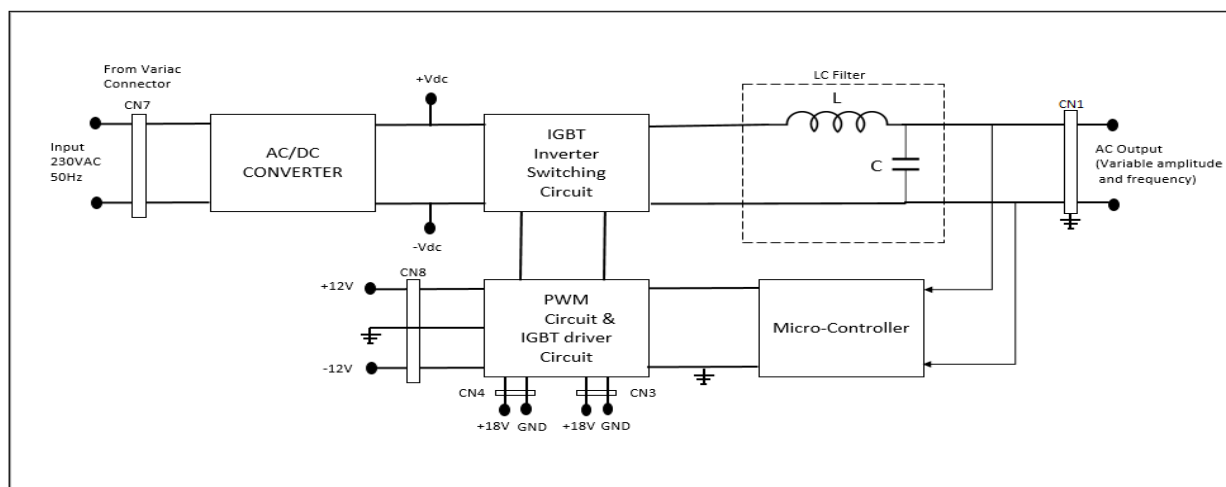 From Variac
Connector
CN7
Input
230VAC
50Hz
AC/DC
CONVERTER
+Vdc
-Vdc
IGBT
Inverter
Switching
Circuit
LC Filter
L
C
CN1
AC Output
(Variable amplitude
and frequency)
+12V
CN8
-12V
PWM
Circuit &
IGBT driver
Circuit
Micro-Controller
CN4
CN3
+18V
GND
+18V
GND